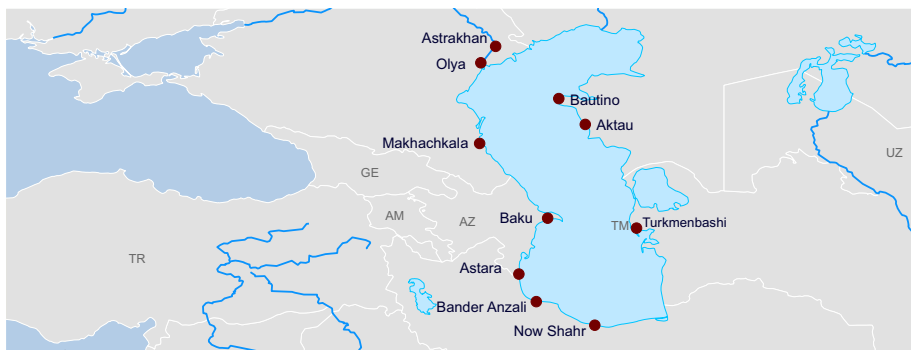 Astrakhan
Olya
Bautino
Aktau
Makhachkala
UZ
GE
AM
AZ
Baku
TM
Turkmenbashi
TR
Astara
Bander Anzali
Now Shahr